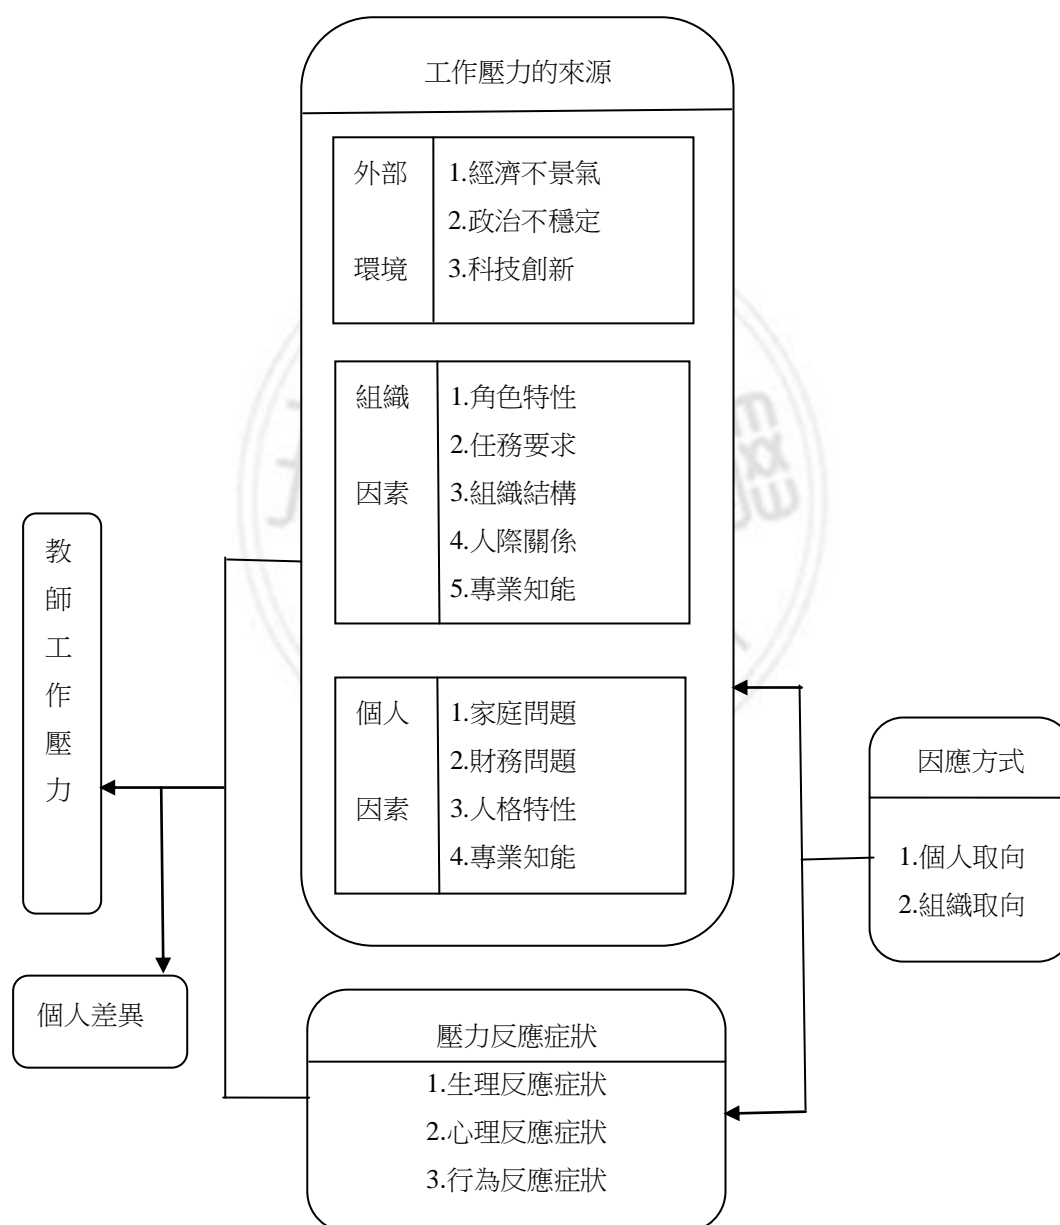 工作壓力的來源
外部
環境
1.經濟不景氣
2.政治不穩定
3.科技創新
組織
因素
1.角色特性
2.任務要求
3.組織結構
4.人際關係
5.專業知能
個人
因素
1.家庭問題
2.財務問題
3.人格特性
4.專業知能
教師工作壓力
個人差異
因應方式
1.個人取向
2.組織取向
壓力反應症狀
1.生理反應症狀
2.心理反應症狀
3.行為反應症狀